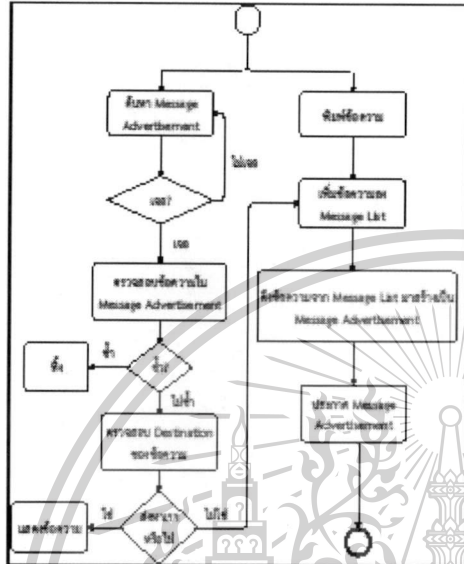 ค้นหา Message
Advertisement
ไม่เจอ
เจอ?
เจอ
ตรวจสอบข้อความใน
Message Advertisement
ซ้ำ
ซ้ำ?
ทิ้ง
ไม่ซ้ำ
ตรวจสอบ Destination
ของข้อความ
ใช่
ส่งหาเรา
หรือไม่
ไม่ใช่
แสดงข้อความ
พิมพ์ข้อความ
เพิ่มข้อความลง
Message List
ดึงข้อความจาก Message List มาสร้างเป็น
Message Advertisement
ประกาศ Message
Advertisement